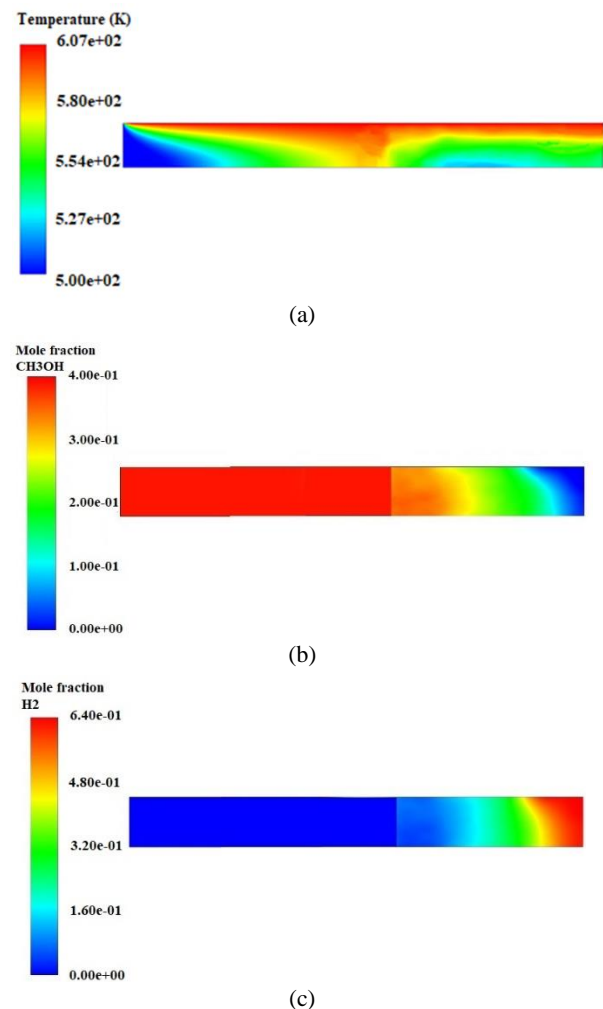 Temperature (K)
6.07e+02
5.80e+02
5.54e+02
5.27e+02
5.00e+02
(a)
Mole fraction
CH3OH
4.00e-01
3.00e-01
2.00e-01
1.00e-01
0.00e+00
(b)
Mole fraction
H2
6.40e-01
4.80e-01
3.20e-01
1.60e-01
0.00e+00
(c)